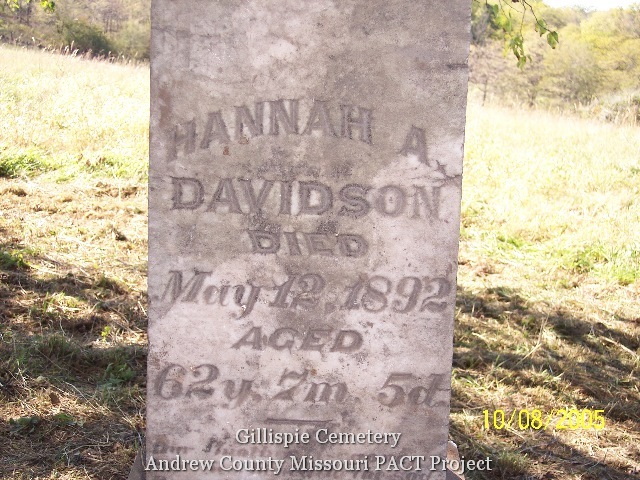 HANNAH A.
DAVIDSON
DIED
May 12, 1892
AGED
62y. 7m. 5d.
10/08/2005
Gillispie Cemetery
Andrew County Missouri PACT Project